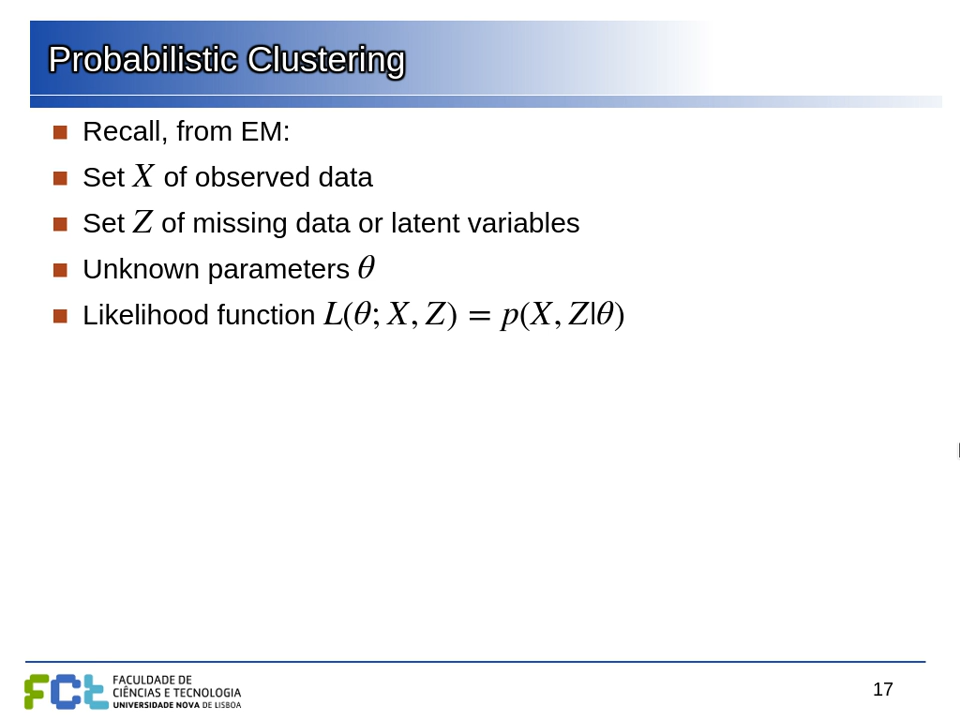 Probabilistic Clustering
Recall, from EM:
Set X of observed data
Set Z of missing data or latent variables
Unknown parameters θ
Likelihood function L(θ; X, Z) = p(X, Z|θ)
FCt
FACULDADE DE
CIÊNCIAS E TECNOLOGIA
UNIVERSIDADE NOVA DE LISBOA
17